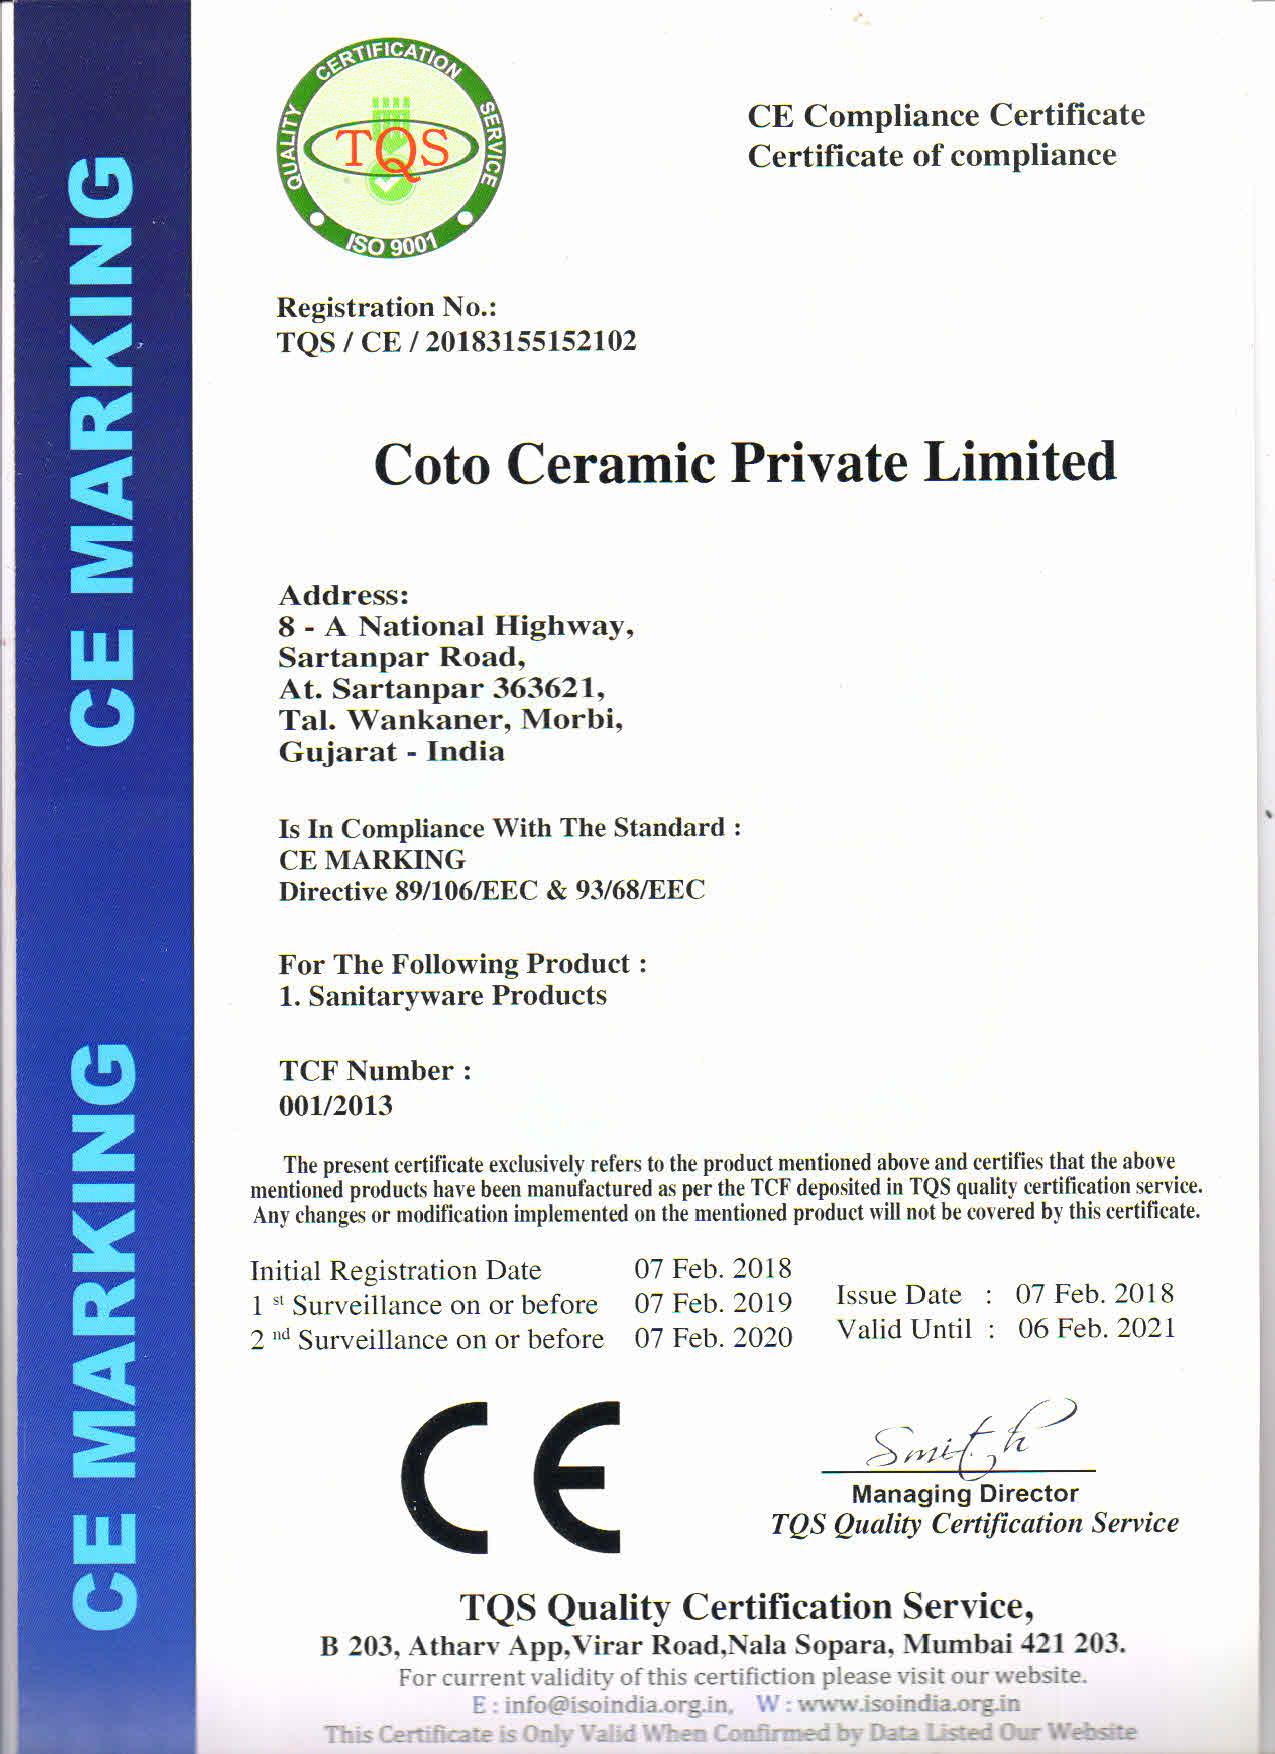 CE MARKING
CE MARKING
QUALITY CERTIFICATION SERVICE
TQS
ISO 9001
CE Compliance Certificate
Certificate of compliance
Registration No.:
TQS / CE / 20183155152102
Coto Ceramic Private Limited
Address:
8 - A National Highway,
Sartanpar Road,
At. Sartanpar 363621,
Tal. Wankaner, Morbi,
Gujarat - India
Is In Compliance With The Standard :
CE MARKING
Directive 89/106/EEC & 93/68/EEC
For The Following Product :
1. Sanitaryware Products
TCF Number :
001/2013
The present certificate exclusively refers to the product mentioned above and certifies that the above
mentioned products have been manufactured as per the TCF deposited in TQS quality certification service.
Any changes or modification implemented on the mentioned product will not be covered by this certificate.
Initial Registration Date 07 Feb. 2018
1 st Surveillance on or before 07 Feb. 2019
2 nd Surveillance on or before 07 Feb. 2020
Issue Date : 07 Feb. 2018
Valid Until : 06 Feb. 2021
CE
Smith
Managing Director
TQS Quality Certification Service
TQS Quality Certification Service,
B 203, Atharv App,Virar Road,Nala Sopara, Mumbai 421 203.
For current validity of this certifiction please visit our website.
E : info@isoindia.org.in, W : www.isoindia.org.in
This Certificate is Only Valid When Confirmed by Data Listed Our Website